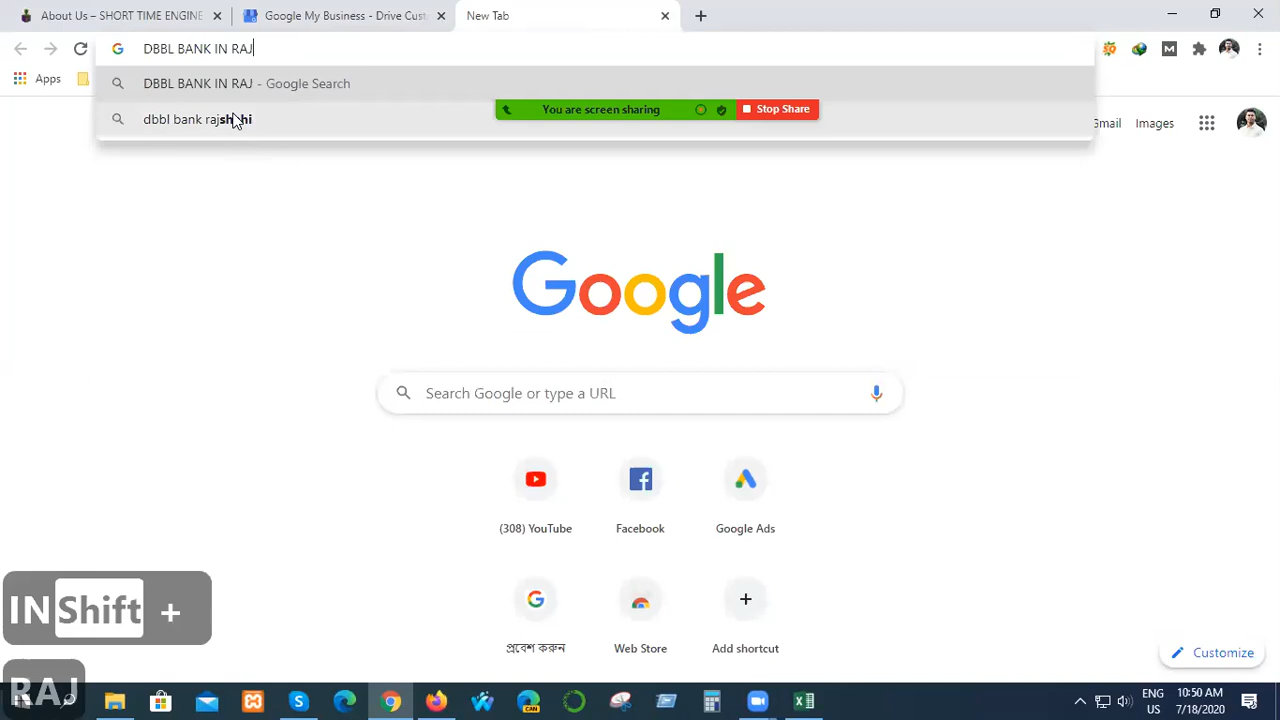 About Us – SHORT TIME ENGINE
Google My Business - Drive Cust
New Tab
DBBL BANK IN RAJ
DBBL BANK IN RAJ - Google Search
You are screen sharing
Stop Share
Apps
dbbl bank rajshahi
Gmail
Images
Google
Search Google or type a URL
(308) YouTube
Facebook
Google Ads
প্রবেশ করুন
Web Store
Add shortcut
Customize
IN Shift +
RAJ
CAN
ENG
US
10:50 AM
7/18/2020